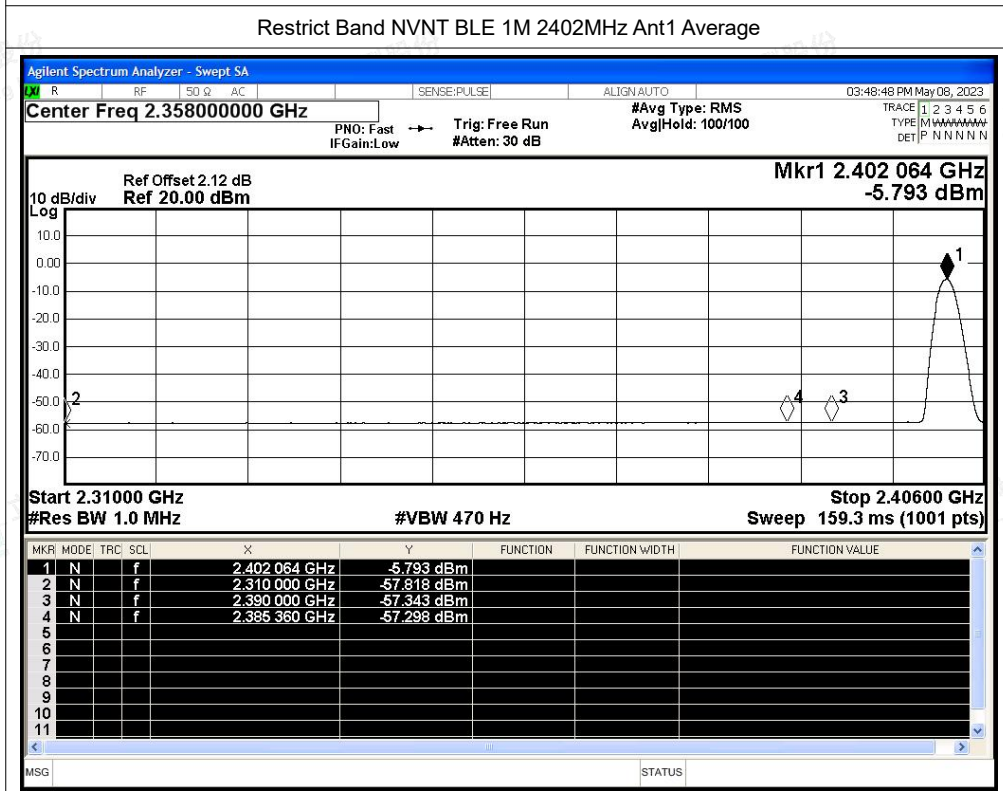 Restrict Band NVNT BLE 1M 2402MHz Ant1 Average
Agilent Spectrum Analyzer - Swept SA
LXI R RF 50 Ω AC SENSE:PULSE ALIGN AUTO 03:48:48 PM May 08, 2023
Center Freq 2.358000000 GHz
PNO: Fast
IFGain:Low
Trig: Free Run
#Atten: 30 dB
#Avg Type: RMS
Avg|Hold: 100/100
TRACE 1 2 3 4 5 6
TYPE M WWWWW
DET P N N N N N
Mkr1 2.402 064 GHz
-5.793 dBm
Ref Offset 2.12 dB
10 dB/div Ref 20.00 dBm
Log
10.0
0.00
-10.0
-20.0
-30.0
-40.0
-50.0
-60.0
-70.0
1
2
4
3
Start 2.31000 GHz Stop 2.40600 GHz
#Res BW 1.0 MHz #VBW 470 Hz Sweep 159.3 ms (1001 pts)
MKR MODE TRC SCL X Y FUNCTION FUNCTION WIDTH FUNCTION VALUE
1 N f 2.402 064 GHz -5.793 dBm
2 N f 2.310 000 GHz -57.818 dBm
3 N f 2.390 000 GHz -57.343 dBm
4 N f 2.385 360 GHz -57.298 dBm
5
6
7
8
9
10
11
MSG STATUS